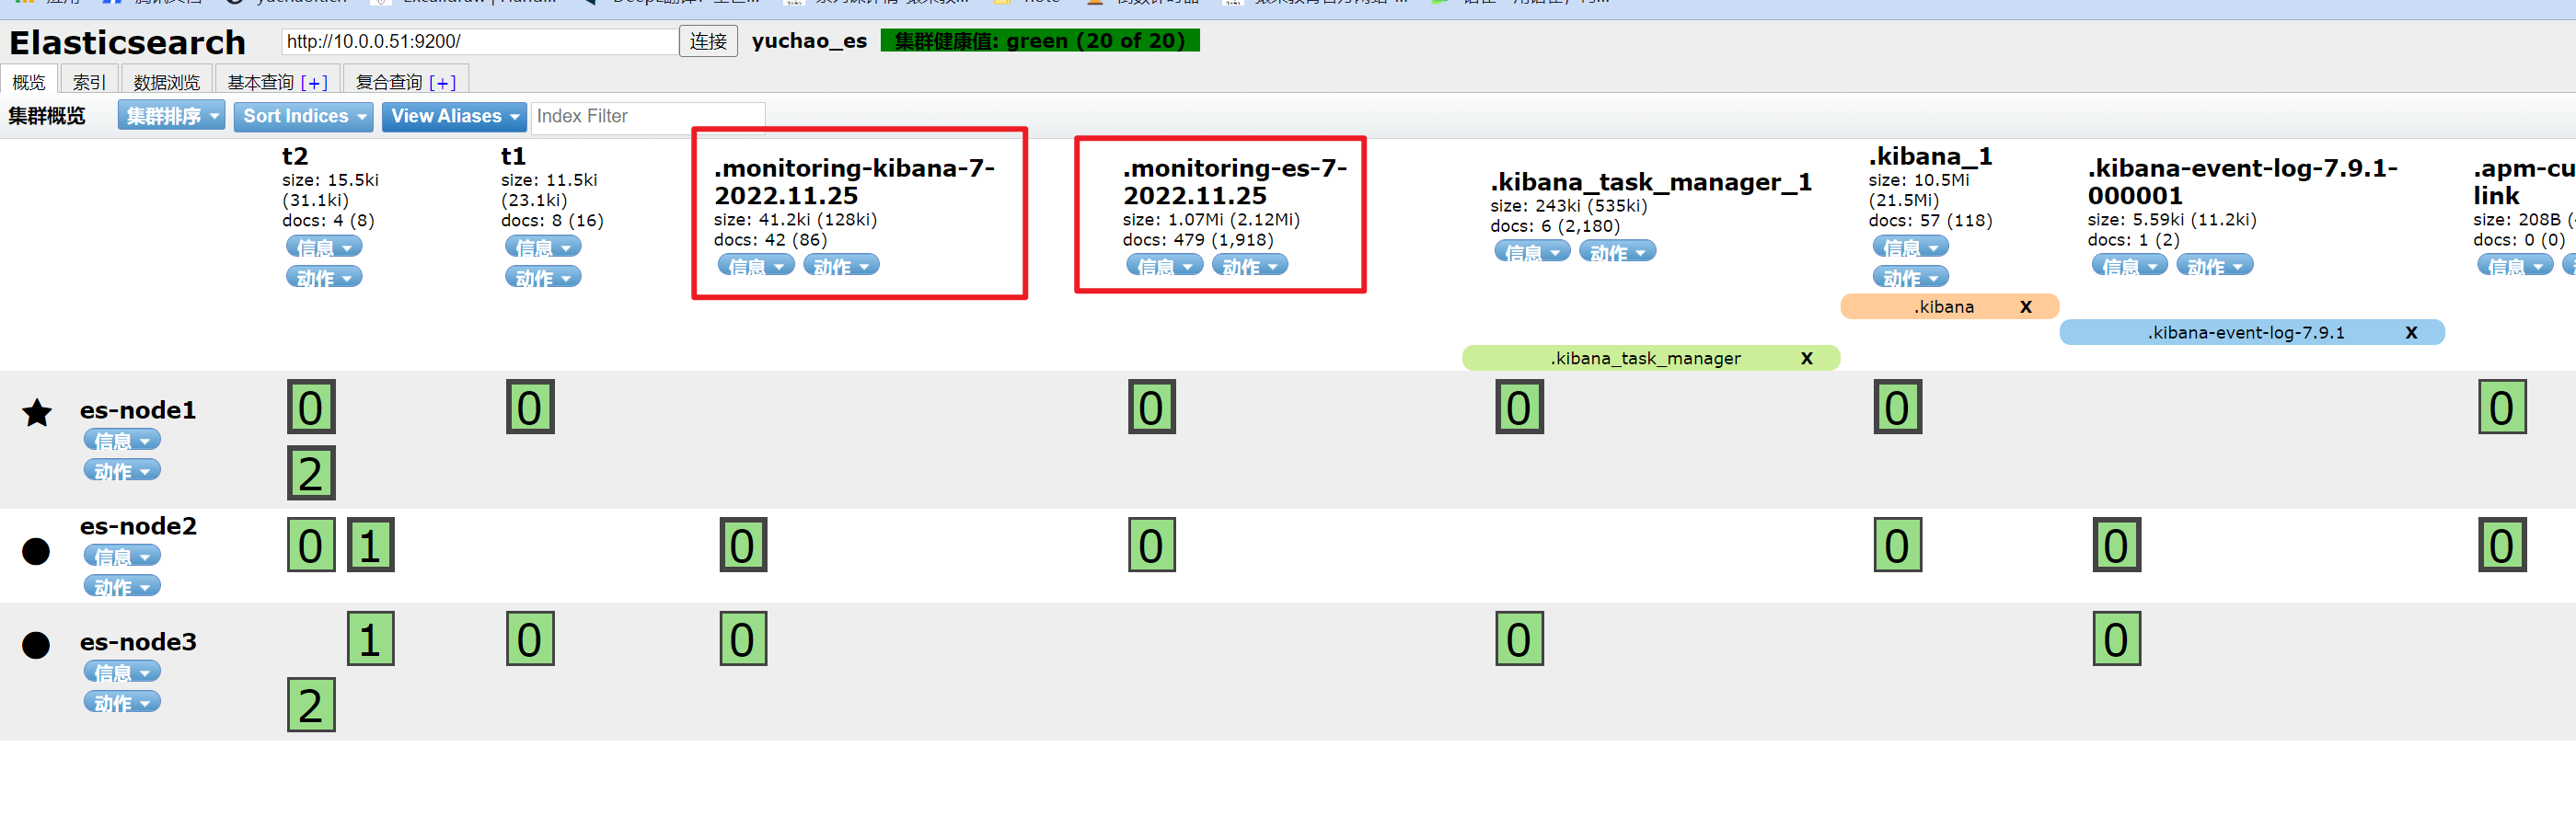 Elasticsearch
http://10.0.0.51:9200/
连接
yuchao_es
集群健康值: green (20 of 20)
概览
索引
数据浏览
基本查询 [+]
复合查询 [+]
集群概览
集群排序
Sort Indices
View Aliases
Index Filter
t2
size: 15.5ki
(31.1ki)
docs: 4 (8)
信息
动作
t1
size: 11.5ki
(23.1ki)
docs: 8 (16)
信息
动作
.monitoring-kibana-7-
2022.11.25
size: 41.2ki (128ki)
docs: 42 (86)
信息 动作
.monitoring-es-7-
2022.11.25
size: 1.07Mi (2.12Mi)
docs: 479 (1,918)
信息 动作
.kibana_task_manager_1
size: 243ki (535ki)
docs: 6 (2,180)
信息 动作
.kibana_1
size: 10.5Mi
(21.5Mi)
docs: 57 (118)
信息
动作
.kibana-event-log-7.9.1-
000001
size: 5.59ki (11.2ki)
docs: 1 (2)
信息 动作
.apm-cu
link
size: 208B (
docs: 0 (0)
信息
.kibana X
.kibana-event-log-7.9.1 X
.kibana_task_manager X
es-node1
信息
动作
0 0 0 0 0 0
2
es-node2
信息
动作
0 1 0 0 0 0 0
es-node3
信息
动作
1 0 0 0 0
2